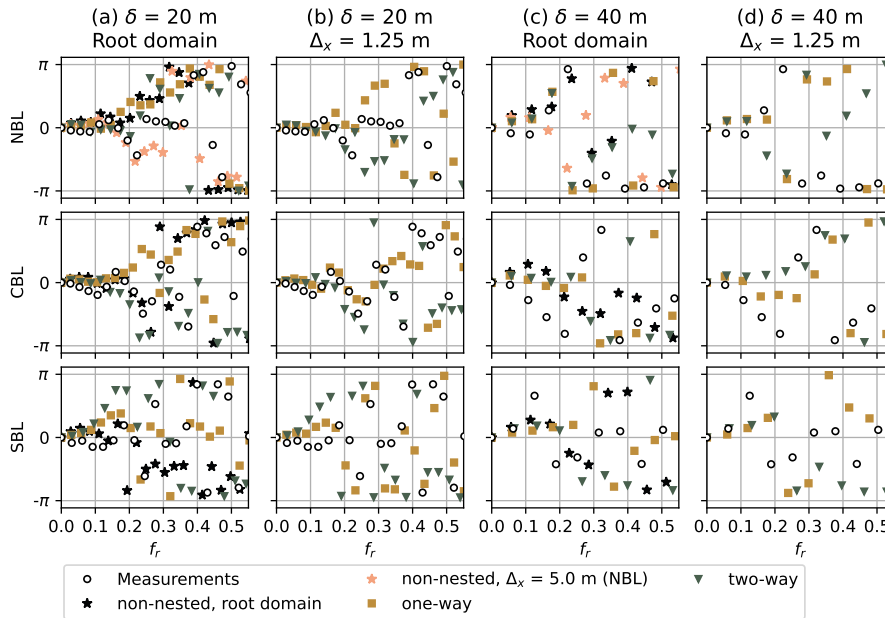 (a) δ = 20 m
Root domain
(b) δ = 20 m
Δx = 1.25 m
(c) δ = 40 m
Root domain
(d) δ = 40 m
Δx = 1.25 m
π
0
-π
NBL
π
0
-π
CBL
π
0
-π
SBL
0.0 0.1 0.2 0.3 0.4 0.5
0.0 0.1 0.2 0.3 0.4 0.5
0.0 0.1 0.2 0.3 0.4 0.5
0.0 0.1 0.2 0.3 0.4 0.5
fr
fr
fr
fr
Measurements
non-nested, root domain
non-nested, Δx = 5.0 m (NBL)
one-way
two-way